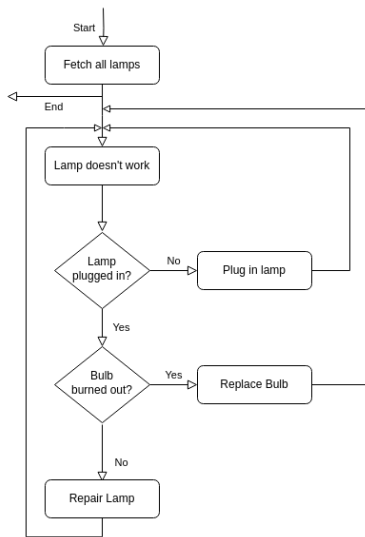 Start
Fetch all lamps
End
Lamp doesn't work
Lamp
plugged in?
No
Plug in lamp
Yes
Bulb
burned out?
Yes
Replace Bulb
No
Repair Lamp